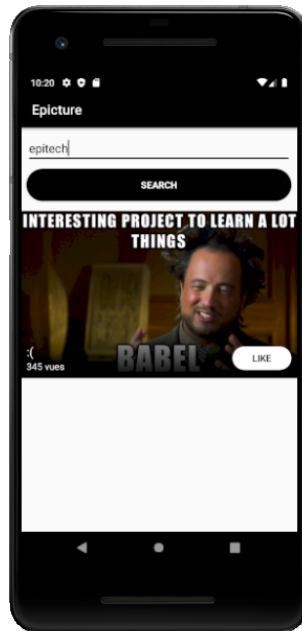 10:20
Epicture
epitech
SEARCH
INTERESTING PROJECT TO LEARN A LOT
THINGS
:(
345 vues
BABEL
LIKE